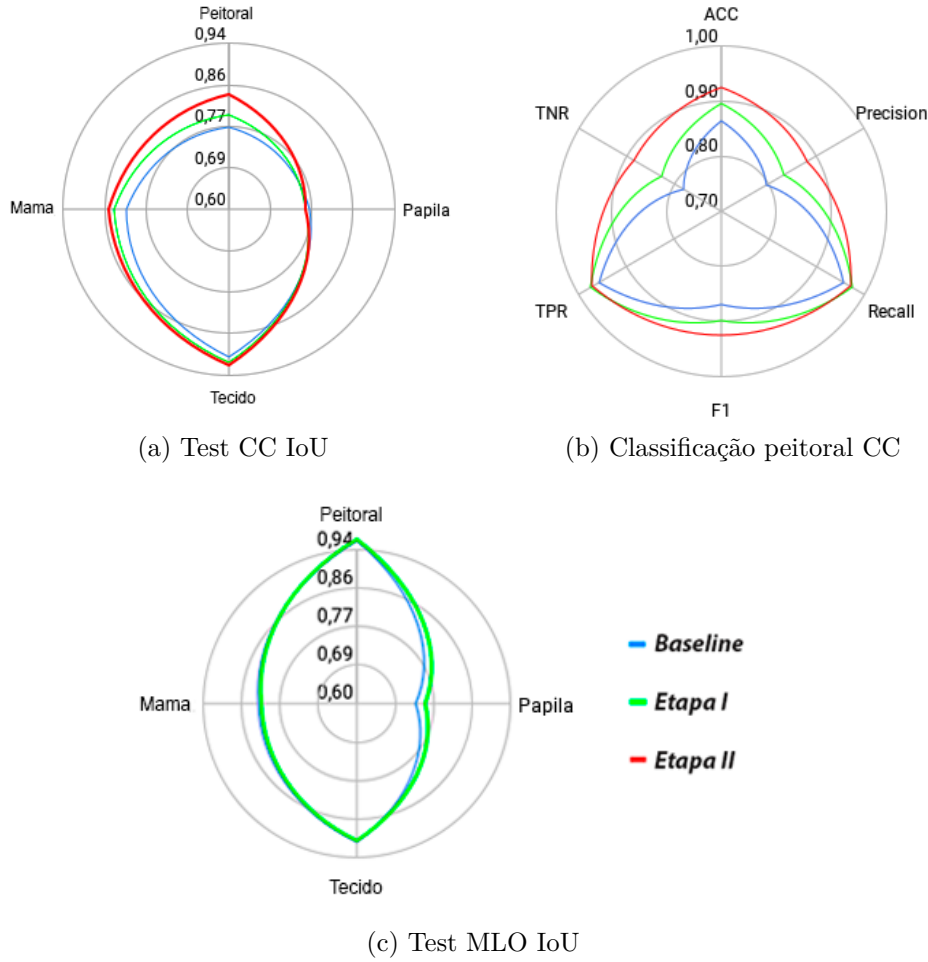 Peitoral
0,94
0,86
0,77
0,69
0,60
Mama
Papila
Tecido
(a) Test CC IoU
ACC
1,00
TNR
0,90
Precision
0,80
0,70
TPR
Recall
F1
(b) Classificação peitoral CC
Peitoral
0,94
0,86
0,77
0,69
0,60
Mama
Papila
Tecido
Baseline
Etapa I
Etapa II
(c) Test MLO IoU